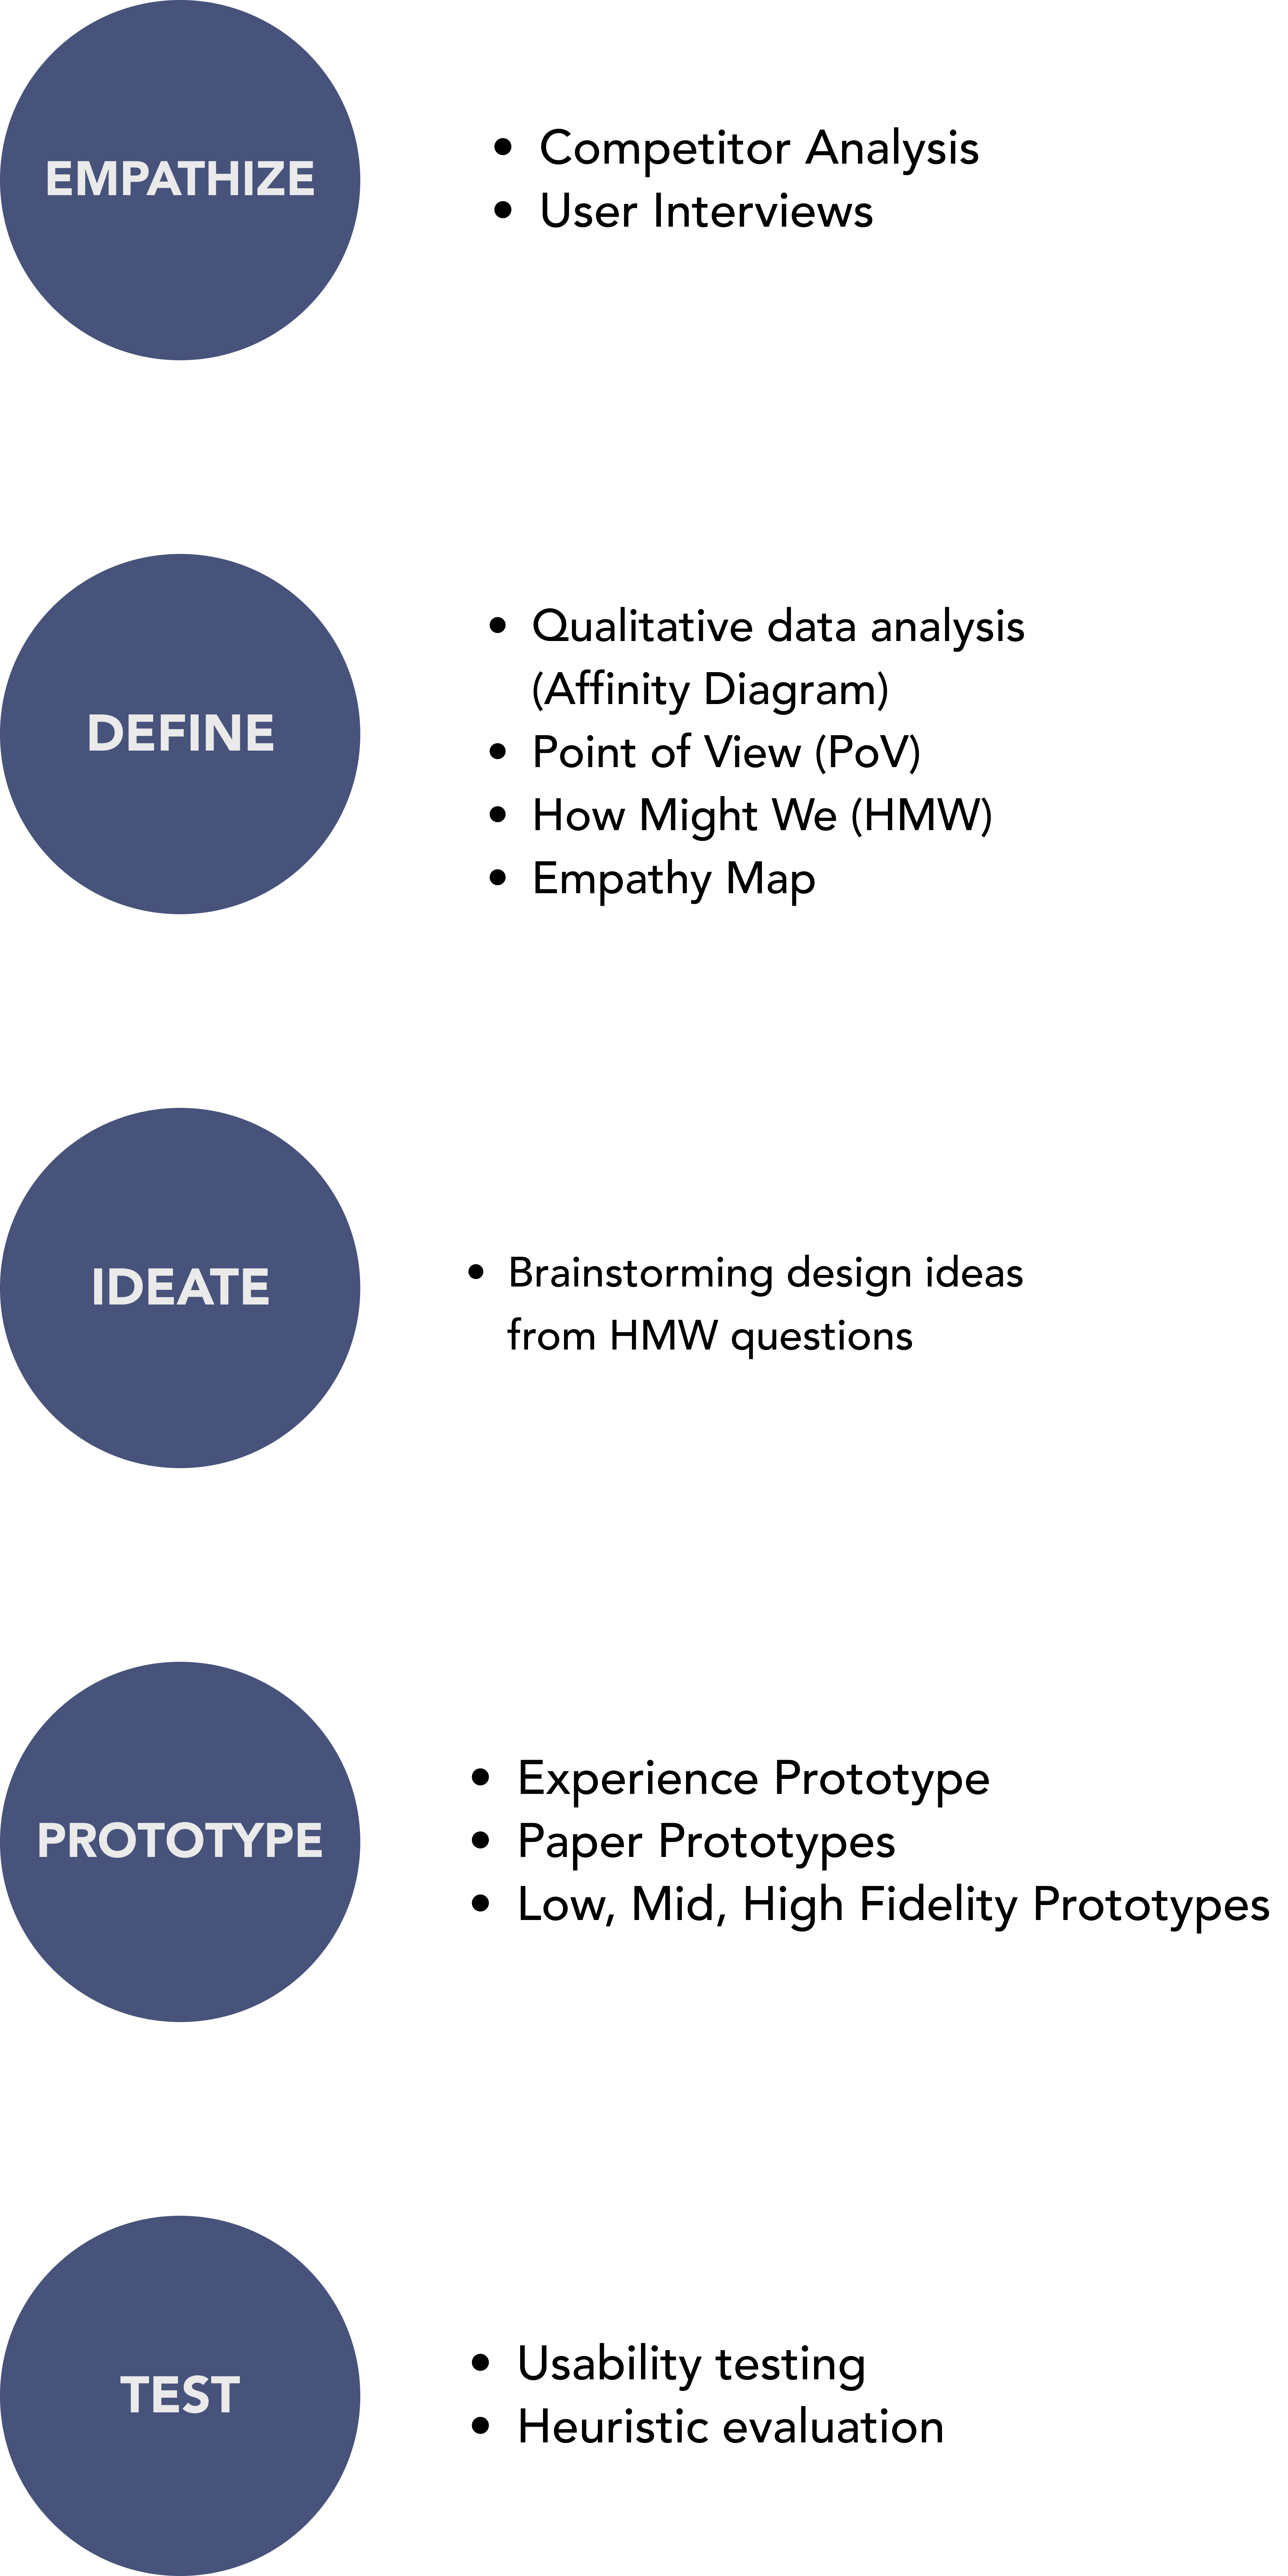 EMPATHIZE
• Competitor Analysis
• User Interviews
DEFINE
• Qualitative data analysis
(Affinity Diagram)
• Point of View (PoV)
• How Might We (HMW)
• Empathy Map
IDEATE
• Brainstorming design ideas
from HMW questions
PROTOTYPE
• Experience Prototype
• Paper Prototypes
• Low, Mid, High Fidelity Prototypes
TEST
• Usability testing
• Heuristic evaluation